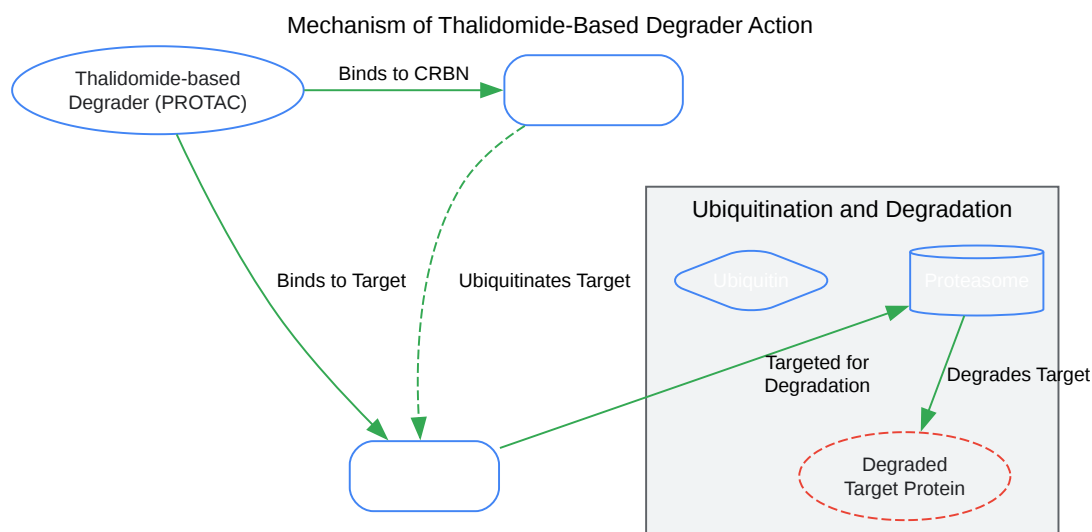 Mechanism of Thalidomide-Based Degrader Action
Thalidomide-based
Degrader (PROTAC)
Binds to CRBN
Ubiquitination and Degradation
Binds to Target
Ubiquitinates Target
Ubiquitin
Proteasome
Targeted for
Degradation
Degrades Target
Degraded
Target Protein